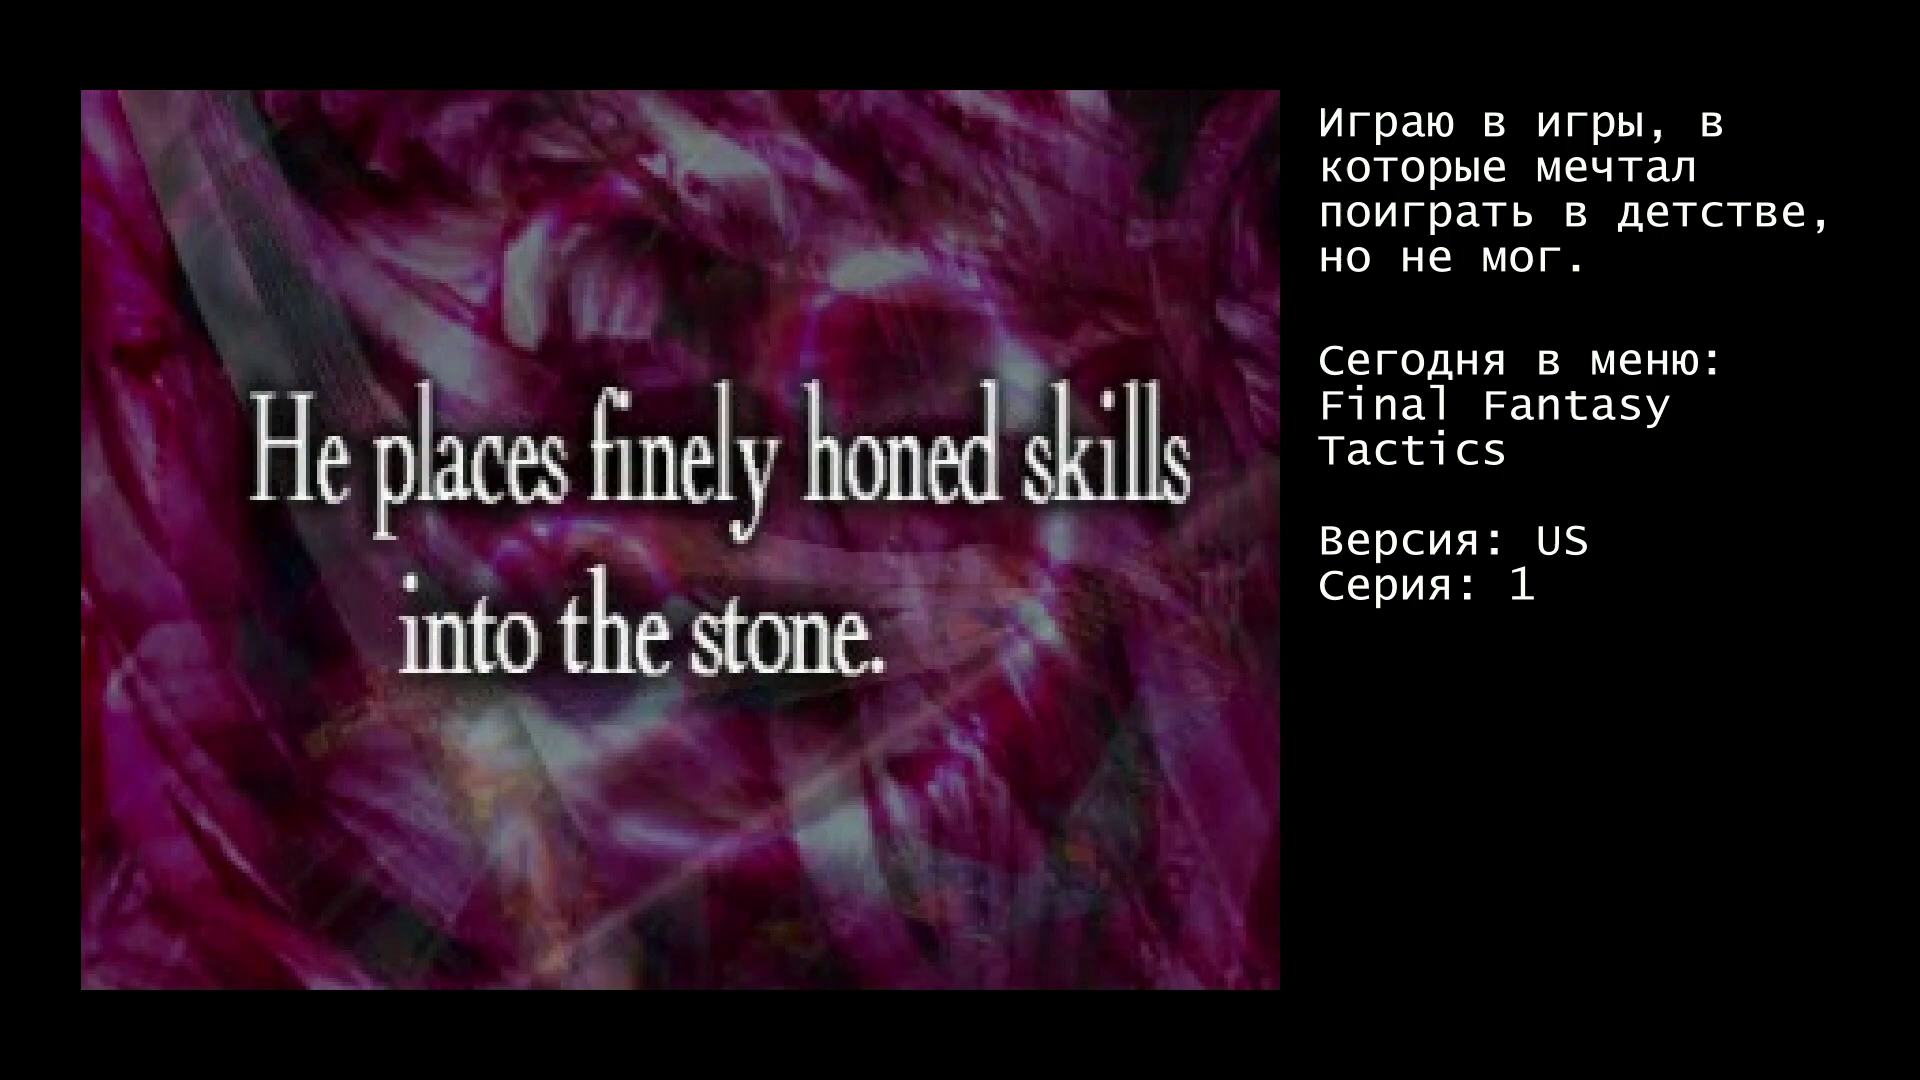 He places finely honed skills
into the stone.
Играю в игры, в
которые мечтал
поиграть в детстве,
но не мог.
Сегодня в меню:
Final Fantasy
Tactics
Версия: US
Серия: 1